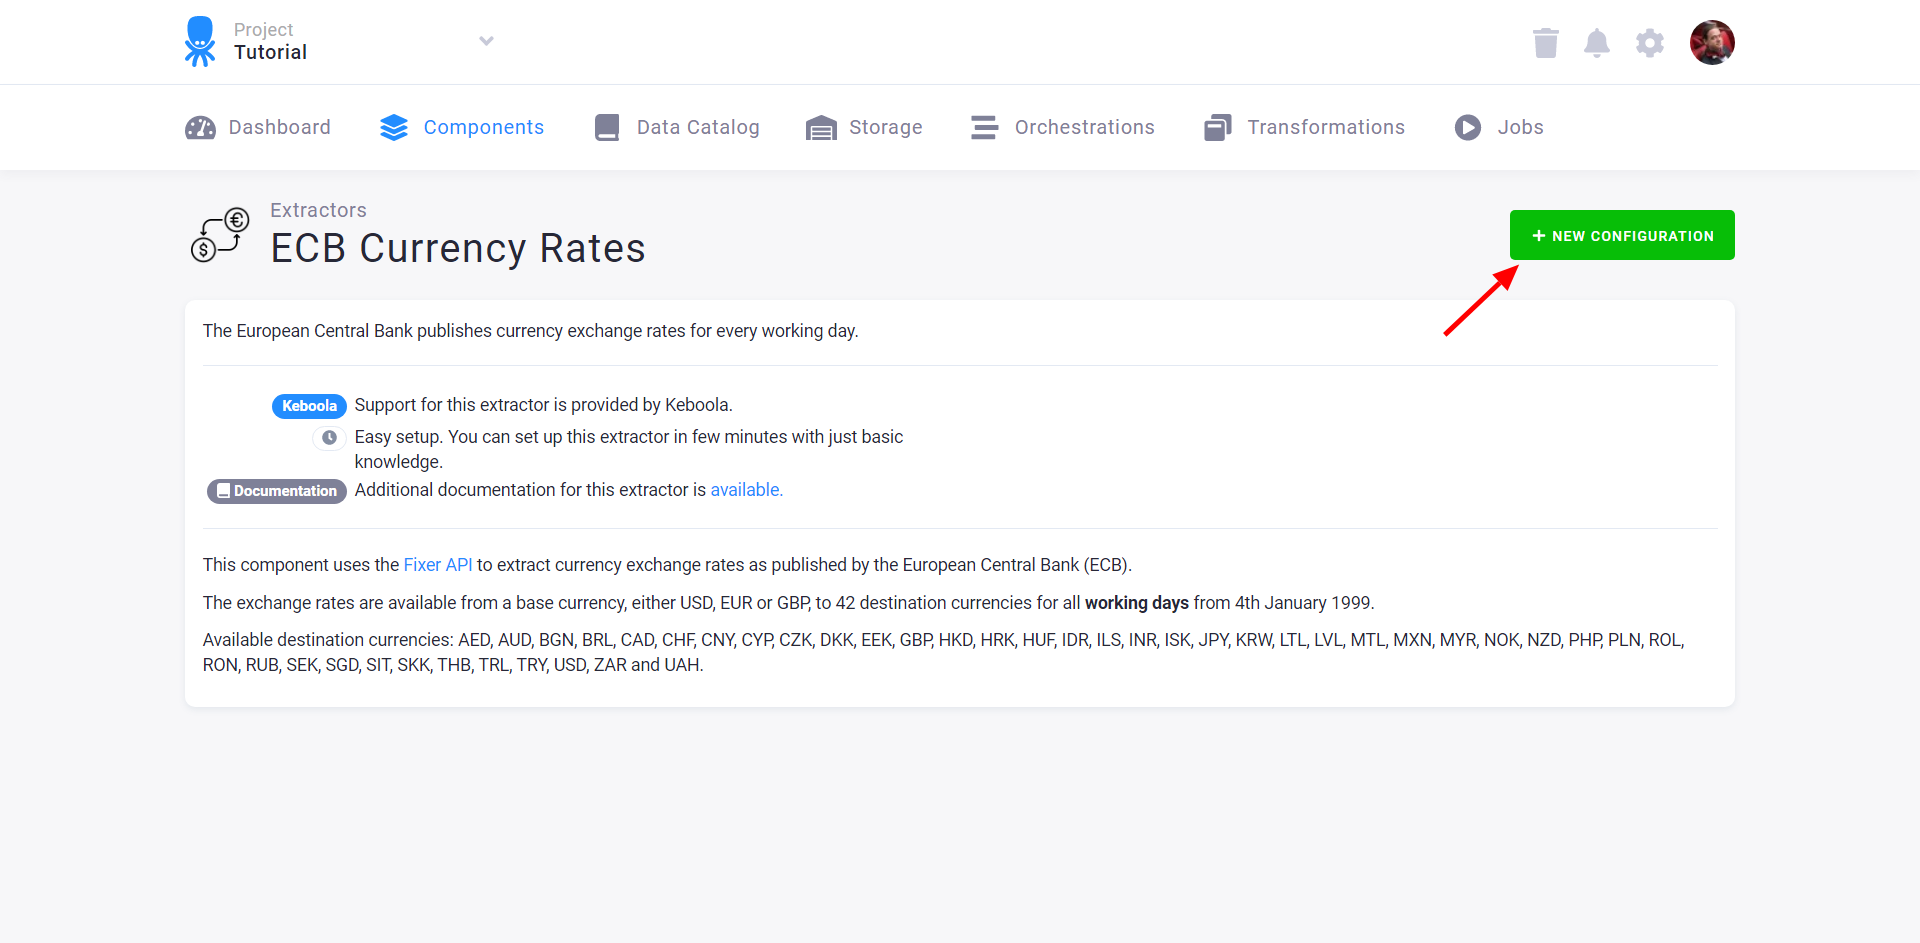 Project
Tutorial
Dashboard
Components
Data Catalog
Storage
Orchestrations
Transformations
Jobs
Extractors
ECB Currency Rates
NEW CONFIGURATION
The European Central Bank publishes currency exchange rates for every working day.
Keboola Support for this extractor is provided by Keboola.
Easy setup. You can set up this extractor in few minutes with just basic
knowledge.
Documentation Additional documentation for this extractor is available.
This component uses the Fixer API to extract currency exchange rates as published by the European Central Bank (ECB).
The exchange rates are available from a base currency, either USD, EUR or GBP, to 42 destination currencies for all working days from 4th January 1999.
Available destination currencies: AED, AUD, BGN, BRL, CAD, CHF, CNY, CYP, CZK, DKK, EEK, GBP, HKD, HRK, HUF, IDR, ILS, INR, ISK, JPY, KRW, LTL, LVL, MTL, MXN, MYR, NOK, NZD, PHP, PLN, ROL,
RON, RUB, SEK, SGD, SIT, SKK, THB, TRL, TRY, USD, ZAR and UAH.